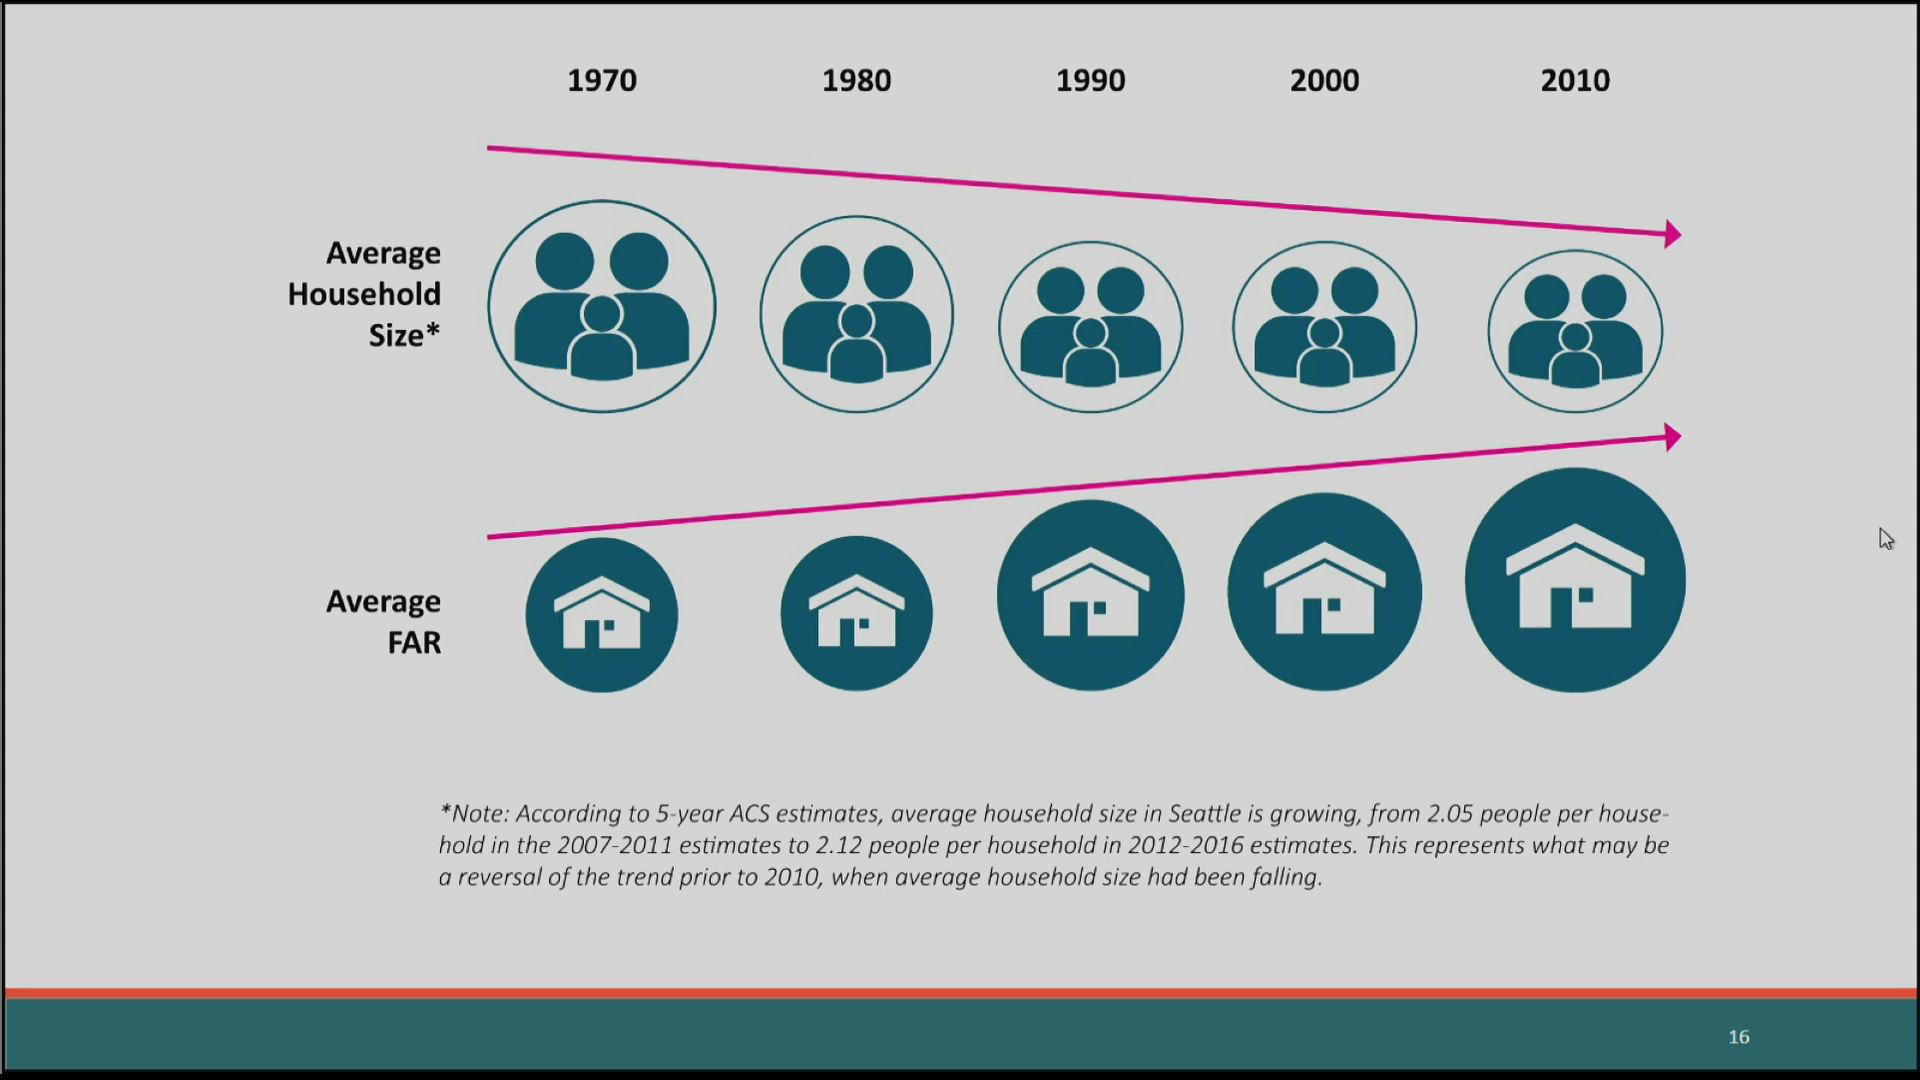 1970 1980 1990 2000 2010
Average
Household
Size*
Average
FAR
*Note: According to 5-year ACS estimates, average household size in Seattle is growing, from 2.05 people per house-
hold in the 2007-2011 estimates to 2.12 people per household in 2012-2016 estimates. This represents what may be
a reversal of the trend prior to 2010, when average household size had been falling.
16